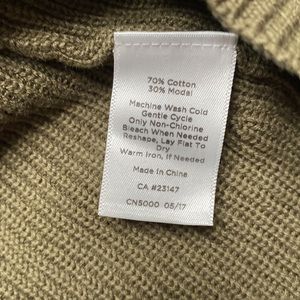 70% Cotton
30% Modal
Machine Wash Cold
Gentle Cycle
Only Non-Chlorine
Bleach When Needed
Reshape, Lay Flat To
Dry
Warm Iron, If Needed
Made in China
CA #23147
CN5000 05/17